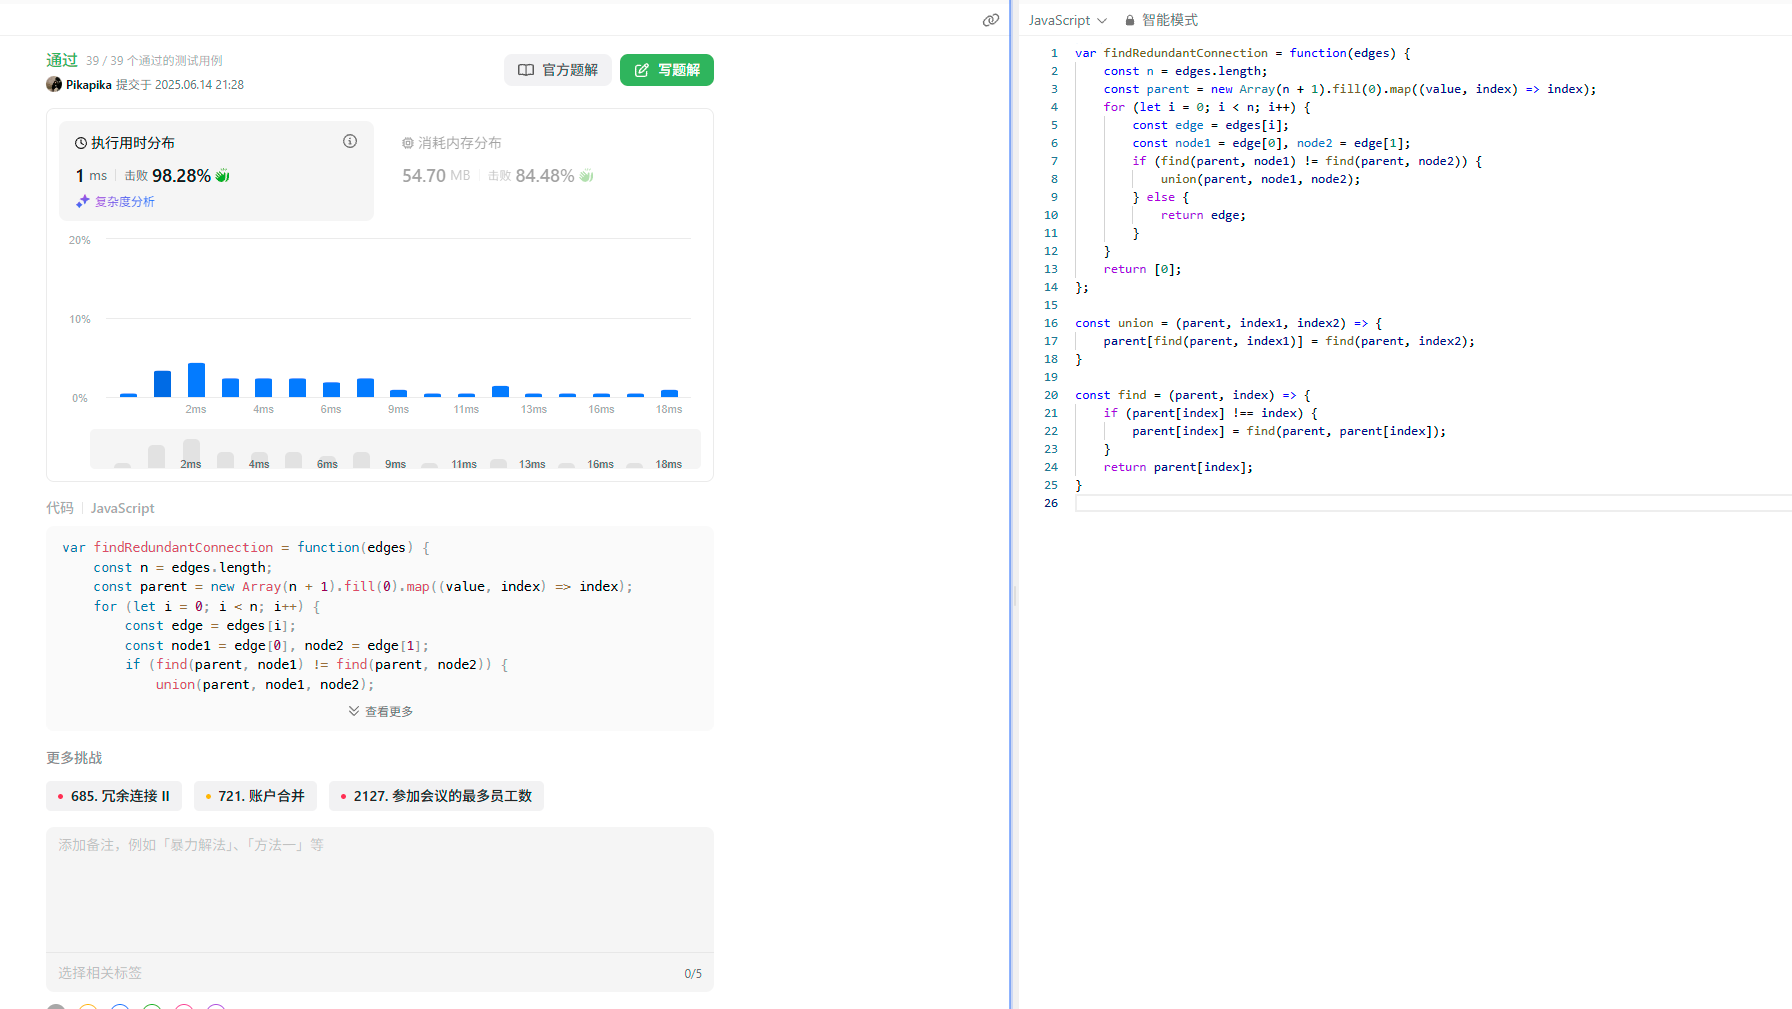 通过 39 / 39 个通过的测试用例
Pikapika 提交于 2025.06.14 21:28
官方题解
写题解
执行用时分布
1 ms 击败 98.28%
复杂度分析
消耗内存分布
54.70 MB 击败 84.48%
20%
10%
0%
2ms 4ms 6ms 9ms 11ms 13ms 16ms 18ms
2ms 4ms 6ms 9ms 11ms 13ms 16ms 18ms
代码 JavaScript
var findRedundantConnection = function(edges) {
    const n = edges.length;
    const parent = new Array(n + 1).fill(0).map((value, index) => index);
    for (let i = 0; i < n; i++) {
        const edge = edges[i];
        const node1 = edge[0], node2 = edge[1];
        if (find(parent, node1) != find(parent, node2)) {
            union(parent, node1, node2);
查看更多
更多挑战
685. 冗余连接 II
721. 账户合并
2127. 参加会议的最多员工数
添加备注，例如「暴力解法」、「方法一」等
选择相关标签 0/5
JavaScript 智能模式
1 var findRedundantConnection = function(edges) {
2     const n = edges.length;
3     const parent = new Array(n + 1).fill(0).map((value, index) => index);
4     for (let i = 0; i < n; i++) {
5         const edge = edges[i];
6         const node1 = edge[0], node2 = edge[1];
7         if (find(parent, node1) != find(parent, node2)) {
8             union(parent, node1, node2);
9         } else {
10             return edge;
11         }
12     }
13     return [0];
14 };
15
16 const union = (parent, index1, index2) => {
17     parent[find(parent, index1)] = find(parent, index2);
18 }
19
20 const find = (parent, index) => {
21     if (parent[index] !== index) {
22         parent[index] = find(parent, parent[index]);
23     }
24     return parent[index];
25 }
26